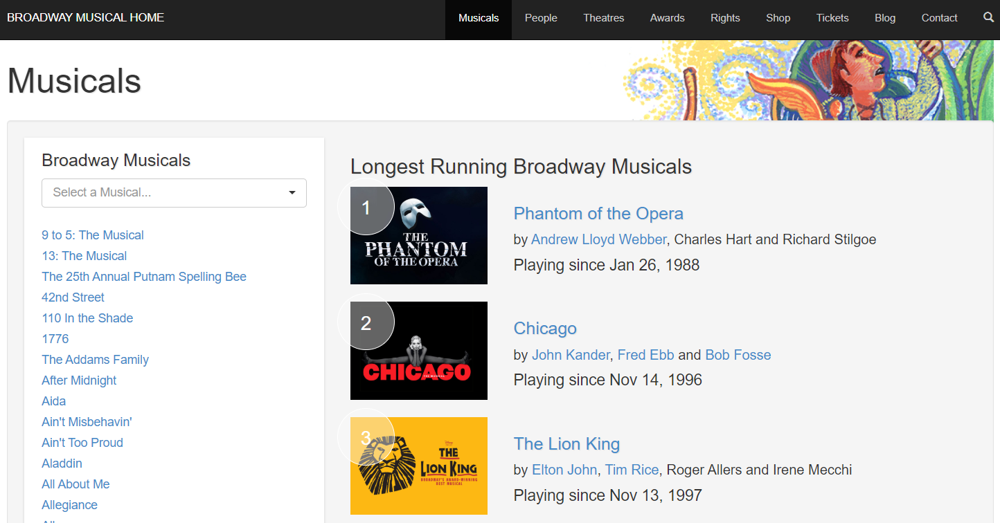 BROADWAY MUSICAL HOME
Musicals People Theatres Awards Rights Shop Tickets Blog Contact
Musicals
Broadway Musicals
Select a Musical...
9 to 5: The Musical
13: The Musical
The 25th Annual Putnam Spelling Bee
42nd Street
110 In the Shade
1776
The Addams Family
After Midnight
Aida
Ain't Misbehavin'
Ain't Too Proud
Aladdin
All About Me
Allegiance
Longest Running Broadway Musicals
1
THE
PHANTOM
OF THE OPERA
Phantom of the Opera
by Andrew Lloyd Webber, Charles Hart and Richard Stilgoe
Playing since Jan 26, 1988
2
CHICAGO
THE MUSICAL
Chicago
by John Kander, Fred Ebb and Bob Fosse
Playing since Nov 14, 1996
3
Disney
THE
LION KING
BROADWAY'S AWARD-WINNING
BEST MUSICAL
The Lion King
by Elton John, Tim Rice, Roger Allers and Irene Mecchi
Playing since Nov 13, 1997